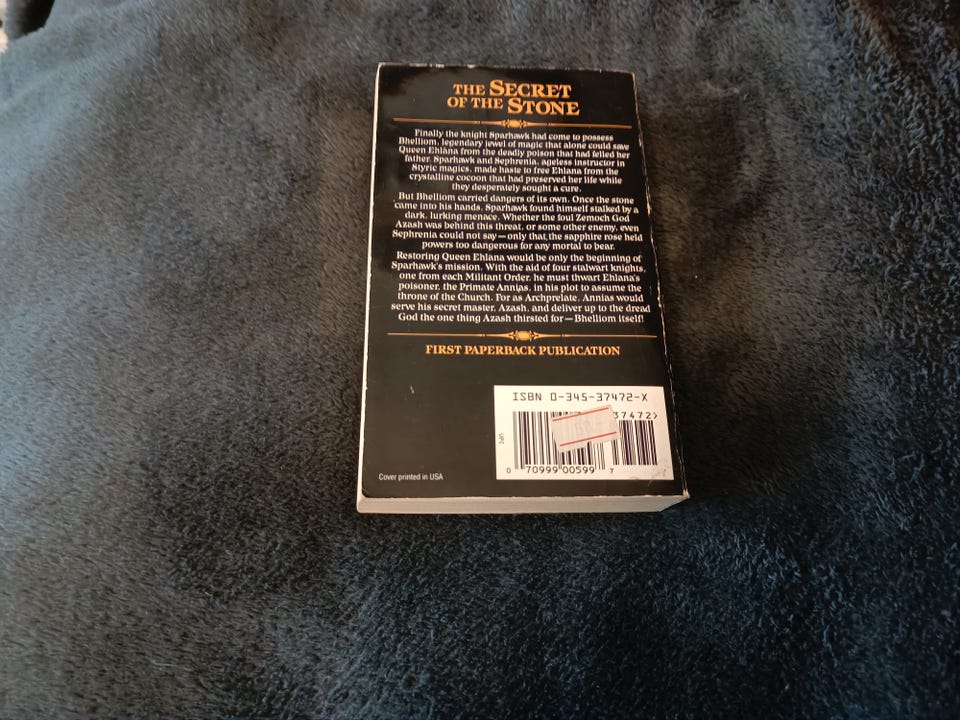 THE SECRET
OF THE STONE
Finally the knight Sparhawk had come to possess
Bhelliom, legendary jewel of magic that alone could save
Queen Ehlana from the deadly poison that had felled her
father. Sparhawk and Sephrenia, ageless instructor in
Styric magics, made haste to free Ehlana from the
crystalline cocoon that had preserved her life while
they desperately sought a cure.
But Bhelliom carried dangers of its own. Once the stone
came into his hands, Sparhawk found himself stalked by a
dark, lurking menace. Whether the foul Zemoch God
Azash was behind this threat, or some other enemy, even
Sephrenia could not say—only that the sapphire rose held
powers too dangerous for any mortal to bear.
Restoring Queen Ehlana would be only the beginning of
Sparhawk's mission. With the aid of four stalwart knights,
one from each Militant Order, he must thwart Ehlana's
poisoner, the Primate Annias, in his plot to assume the
throne of the Church. For as Archprelate, Annias would
serve his secret master, Azash, and deliver up to the dread
God the one thing Azash thirsted for—Bhelliom itself!
FIRST PAPERBACK PUBLICATION
ISBN 0-345-37472-X
37472>
UPC
0 70999 00599 7
Cover printed in USA